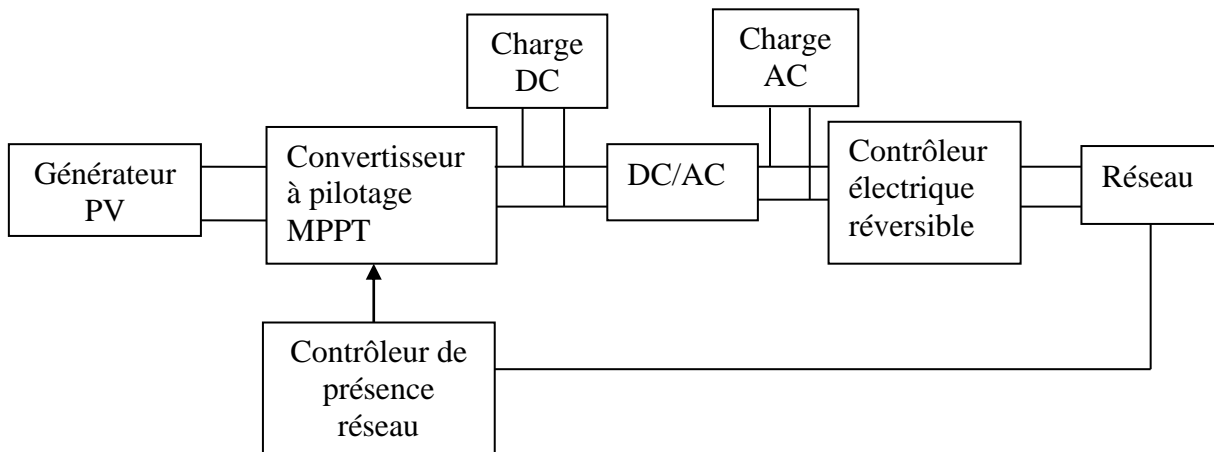 Charge
DC
Charge
AC
Générateur
PV
Convertisseur
à pilotage
MPPT
DC/AC
Contrôleur
électrique
réversible
Réseau
Contrôleur de
présence
réseau